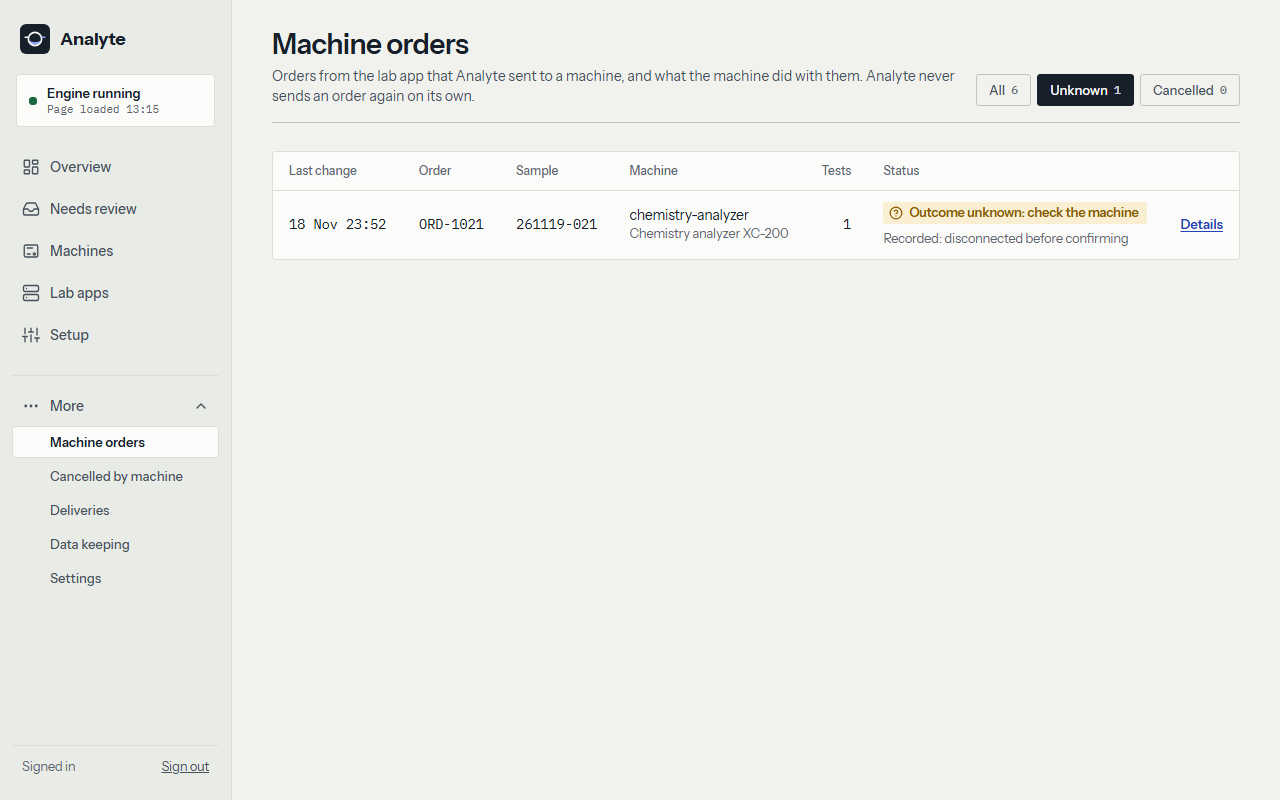 Analyte
Engine running
Page loaded 13:15
Overview
Needs review
Machines
Lab apps
Setup
More
Machine orders
Cancelled by machine
Deliveries
Data keeping
Settings
Signed in
Sign out
Machine orders
Orders from the lab app that Analyte sent to a machine, and what the machine did with them. Analyte never
sends an order again on its own.
All 6
Unknown 1
Cancelled 0
Last change Order Sample Machine Tests Status
18 Nov 23:52 ORD-1021 261119-021 chemistry-analyzer 1 Outcome unknown: check the machine Details
Chemistry analyzer XC-200 Recorded: disconnected before confirming